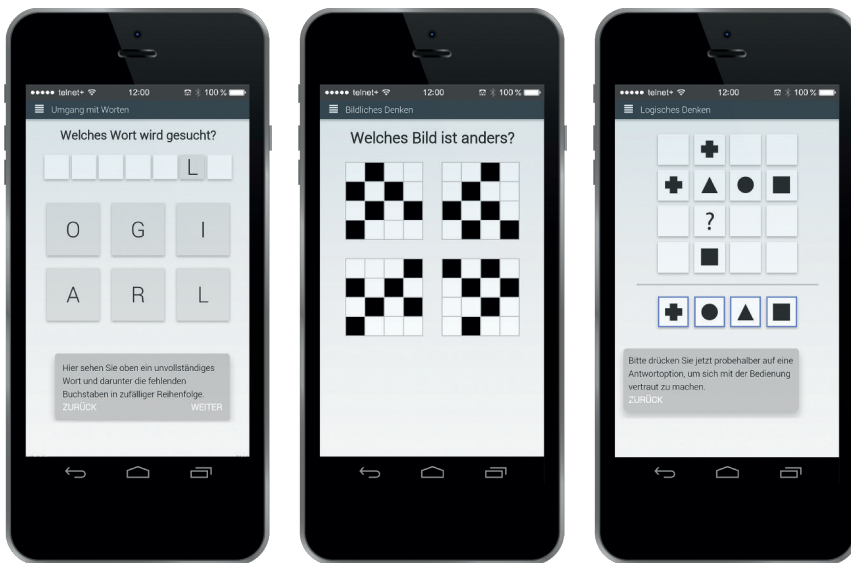 telnet+ 12:00 100 %
Umgang mit Worten
Welches Wort wird gesucht?
L
O G I
A R L
Hier sehen Sie oben ein unvollständiges
Wort und darunter die fehlenden
Buchstaben in zufälliger Reihenfolge.
ZURÜCK WEITER
telnet+ 12:00 100 %
Bildliches Denken
Welches Bild ist anders?
telnet+ 12:00 100 %
Logisches Denken
?
Bitte drücken Sie jetzt probehalber auf eine
Antwortoption, um sich mit der Bedienung
vertraut zu machen.
ZURÜCK